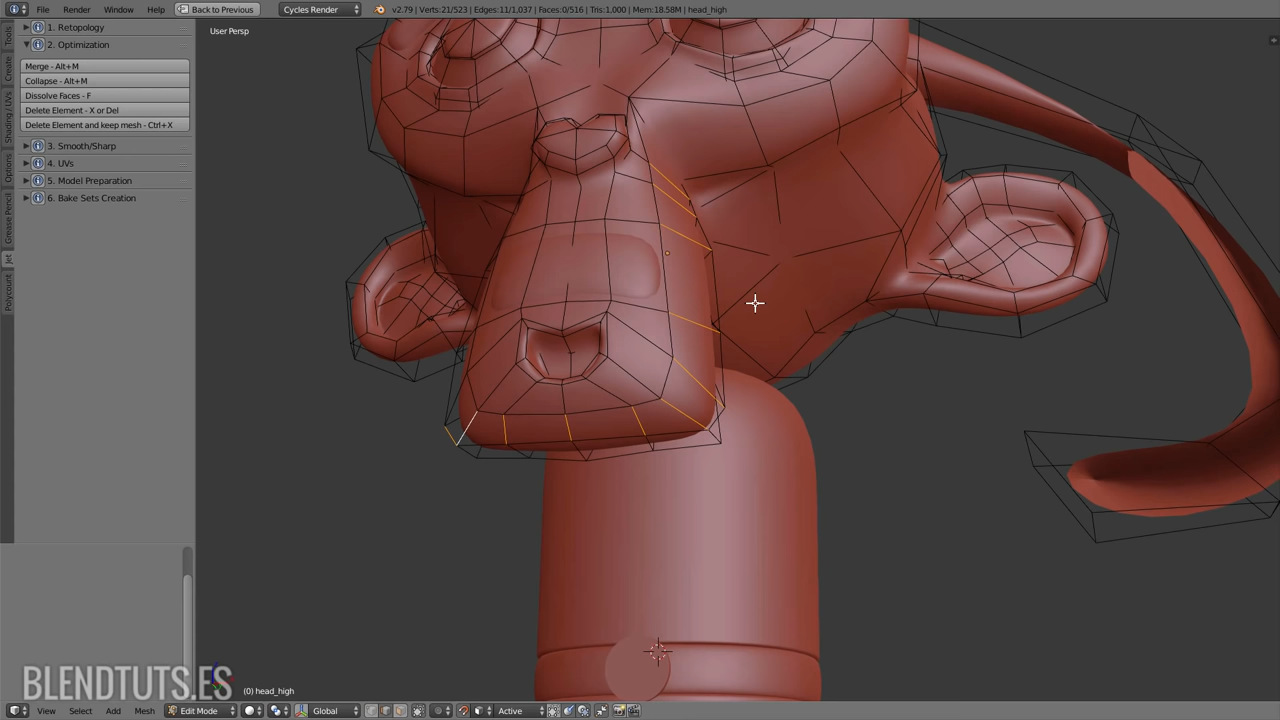 File Render Window Help Back to Previous Cycles Render v2.79 | Verts:21/523 | Edges:11/1,037 | Faces:0/516 | Tris:1,000 | Mem:18.58M | head_high
User Persp
Tools
Create
Shading / UVs
Options
Grease Pencil
Jet
Polycount
1. Retopology
2. Optimization
Merge - Alt+M
Collapse - Alt+M
Dissolve Faces - F
Delete Element - X or Del
Delete Element and keep mesh - Ctrl+X
3. Smooth/Sharp
4. UVs
5. Model Preparation
6. Bake Sets Creation
BLENDTUTS.ES
(0) head_high
View Select Add Mesh Edit Mode Global Active